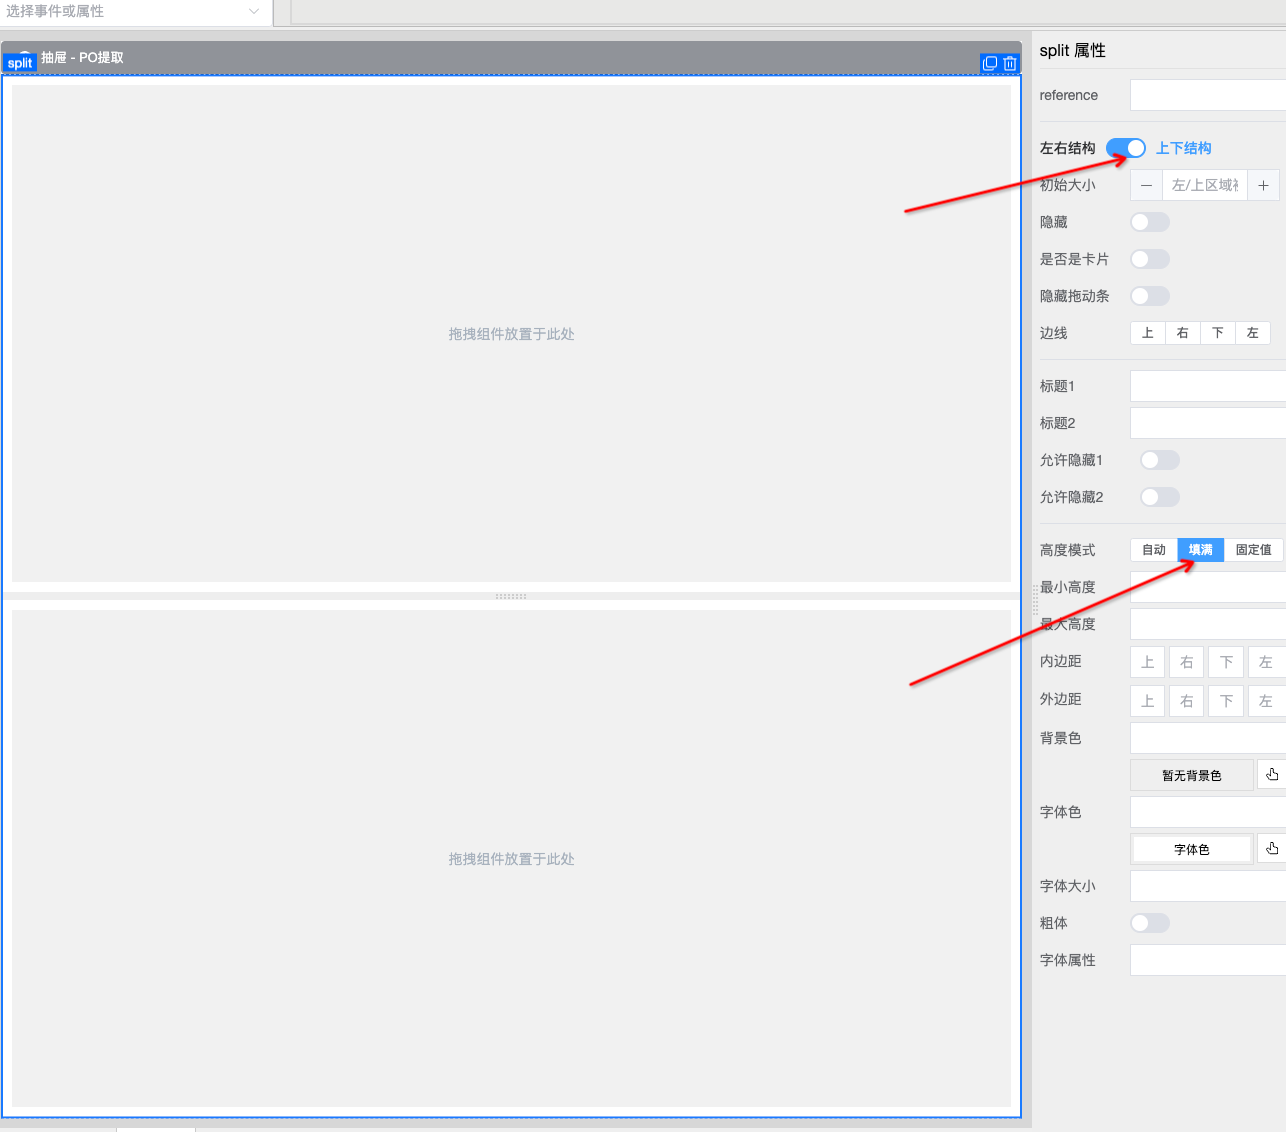 选择事件或属性
抽屉 - PO提取
split
拖拽组件放置于此处
拖拽组件放置于此处
split 属性
reference
左右结构 上下结构
初始大小 左/上区域
隐藏
是否是卡片
隐藏拖动条
边线 上 右 下 左
标题1
标题2
允许隐藏1
允许隐藏2
高度模式 自动 填满 固定值
最小高度
最大高度
内边距 上 右 下 左
外边距 上 右 下 左
背景色
暂无背景色
字体色
字体色
字体大小
粗体
字体属性